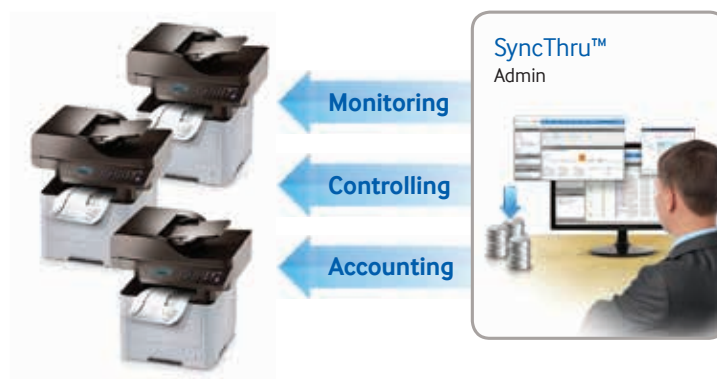 SyncThru™
Admin
Monitoring
Controlling
Accounting